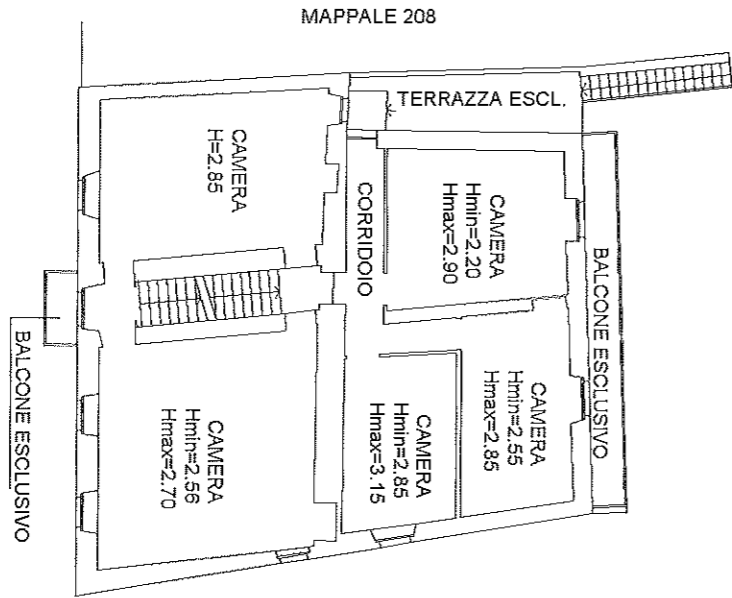 MAPPALE 208
TERRAZZA ESCL.
CAMERA
H=2.85
CORRIDOIO
CAMERA
Hmin=2.20
Hmax=2.90
BALCONE ESCLUSIVO
BALCONE ESCLUSIVO
CAMERA
Hmin=2.56
Hmax=2.70
CAMERA
Hmin=2.85
Hmax=3.15
CAMERA
Hmin=2.55
Hmax=2.85